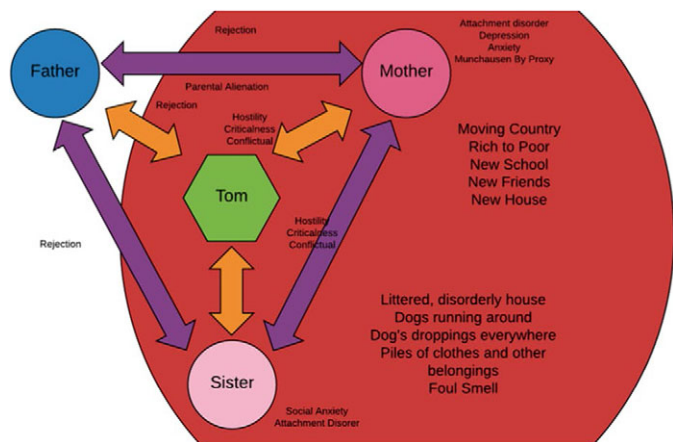 Rejection
Father
Mother
Attachment disorder
Depression
Anxiety
Munchausen By Proxy
Parental Alienation
Rejection
Hostility
Criticalness
Conflictual
Moving Country
Rich to Poor
New School
New Friends
New House
Tom
Rejection
Hostility
Criticalness
Conflictual
Littered, disorderly house
Dogs running around
Dog's droppings everywhere
Piles of clothes and other
belongings
Foul Smell
Sister
Social Anxiety
Attachment Disorer